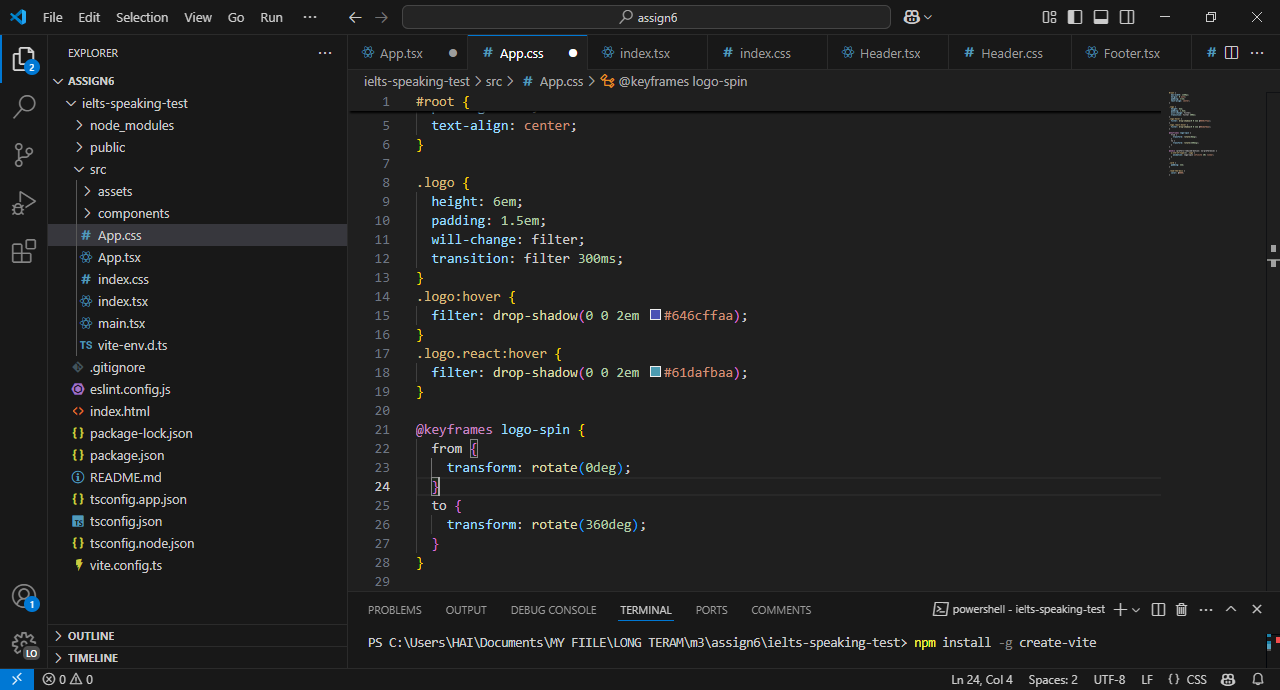 File Edit Selection View Go Run ··· assign6
EXPLORER ···
ASSIGN6
ielts-speaking-test
node_modules
public
src
assets
components
# App.css
App.tsx
# index.css
index.tsx
main.tsx
TS vite-env.d.ts
.gitignore
eslint.config.js
<> index.html
{} package-lock.json
{} package.json
README.md
{} tsconfig.app.json
TS tsconfig.json
{} tsconfig.node.json
vite.config.ts
OUTLINE
TIMELINE
2
1
LO
App.tsx # App.css index.tsx # index.css Header.tsx # Header.css Footer.tsx # ···
ielts-speaking-test > src > # App.css > @keyframes logo-spin
1 #root {
5 text-align: center;
6 }
7
8 .logo {
9 height: 6em;
10 padding: 1.5em;
11 will-change: filter;
12 transition: filter 300ms;
13 }
14 .logo:hover {
15 filter: drop-shadow(0 0 2em #646cffaa);
16 }
17 .logo.react:hover {
18 filter: drop-shadow(0 0 2em #61dafbaa);
19 }
20
21 @keyframes logo-spin {
22 from {
23 transform: rotate(0deg);
24 }
25 to {
26 transform: rotate(360deg);
27 }
28 }
29
PROBLEMS OUTPUT DEBUG CONSOLE TERMINAL PORTS COMMENTS powershell - ielts-speaking-test
PS C:\Users\HAI\Documents\MY FIILE\LONG TERAM\m3\assign6\ielts-speaking-test> npm install -g create-vite
0 0 Ln 24, Col 4 Spaces: 2 UTF-8 LF {} CSS